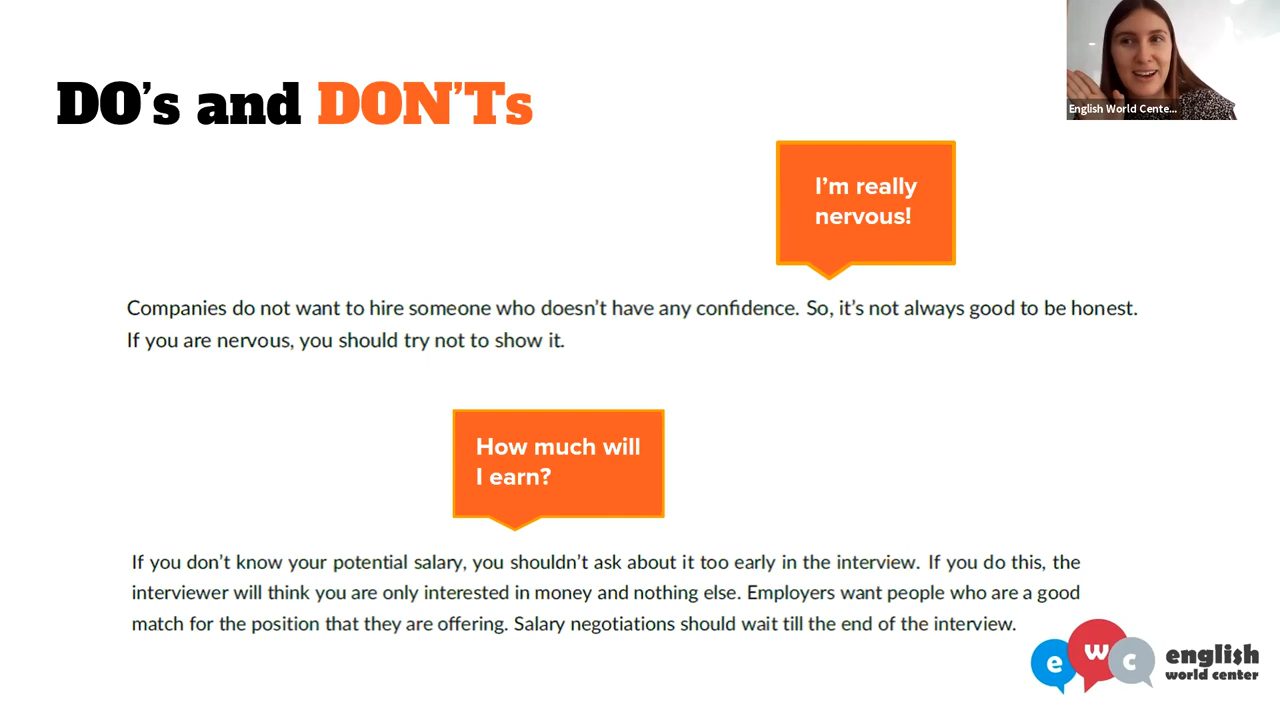 English World Cente...
DO’s and DON’Ts
I’m really
nervous!
Companies do not want to hire someone who doesn’t have any confidence. So, it’s not always good to be honest.
If you are nervous, you should try not to show it.
How much will
I earn?
If you don’t know your potential salary, you shouldn’t ask about it too early in the interview. If you do this, the
interviewer will think you are only interested in money and nothing else. Employers want people who are a good
match for the position that they are offering. Salary negotiations should wait till the end of the interview.
e w c
english
world center